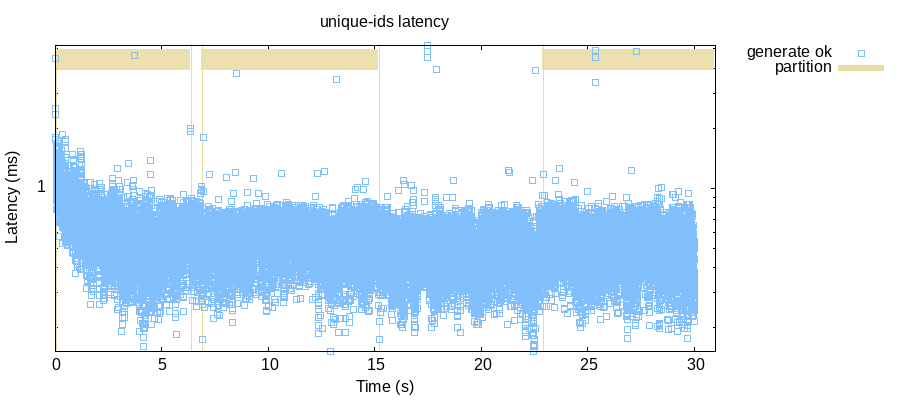 unique-ids latency
generate ok
partition
Latency (ms)
1
0 5 10 15 20 25 30
Time (s)